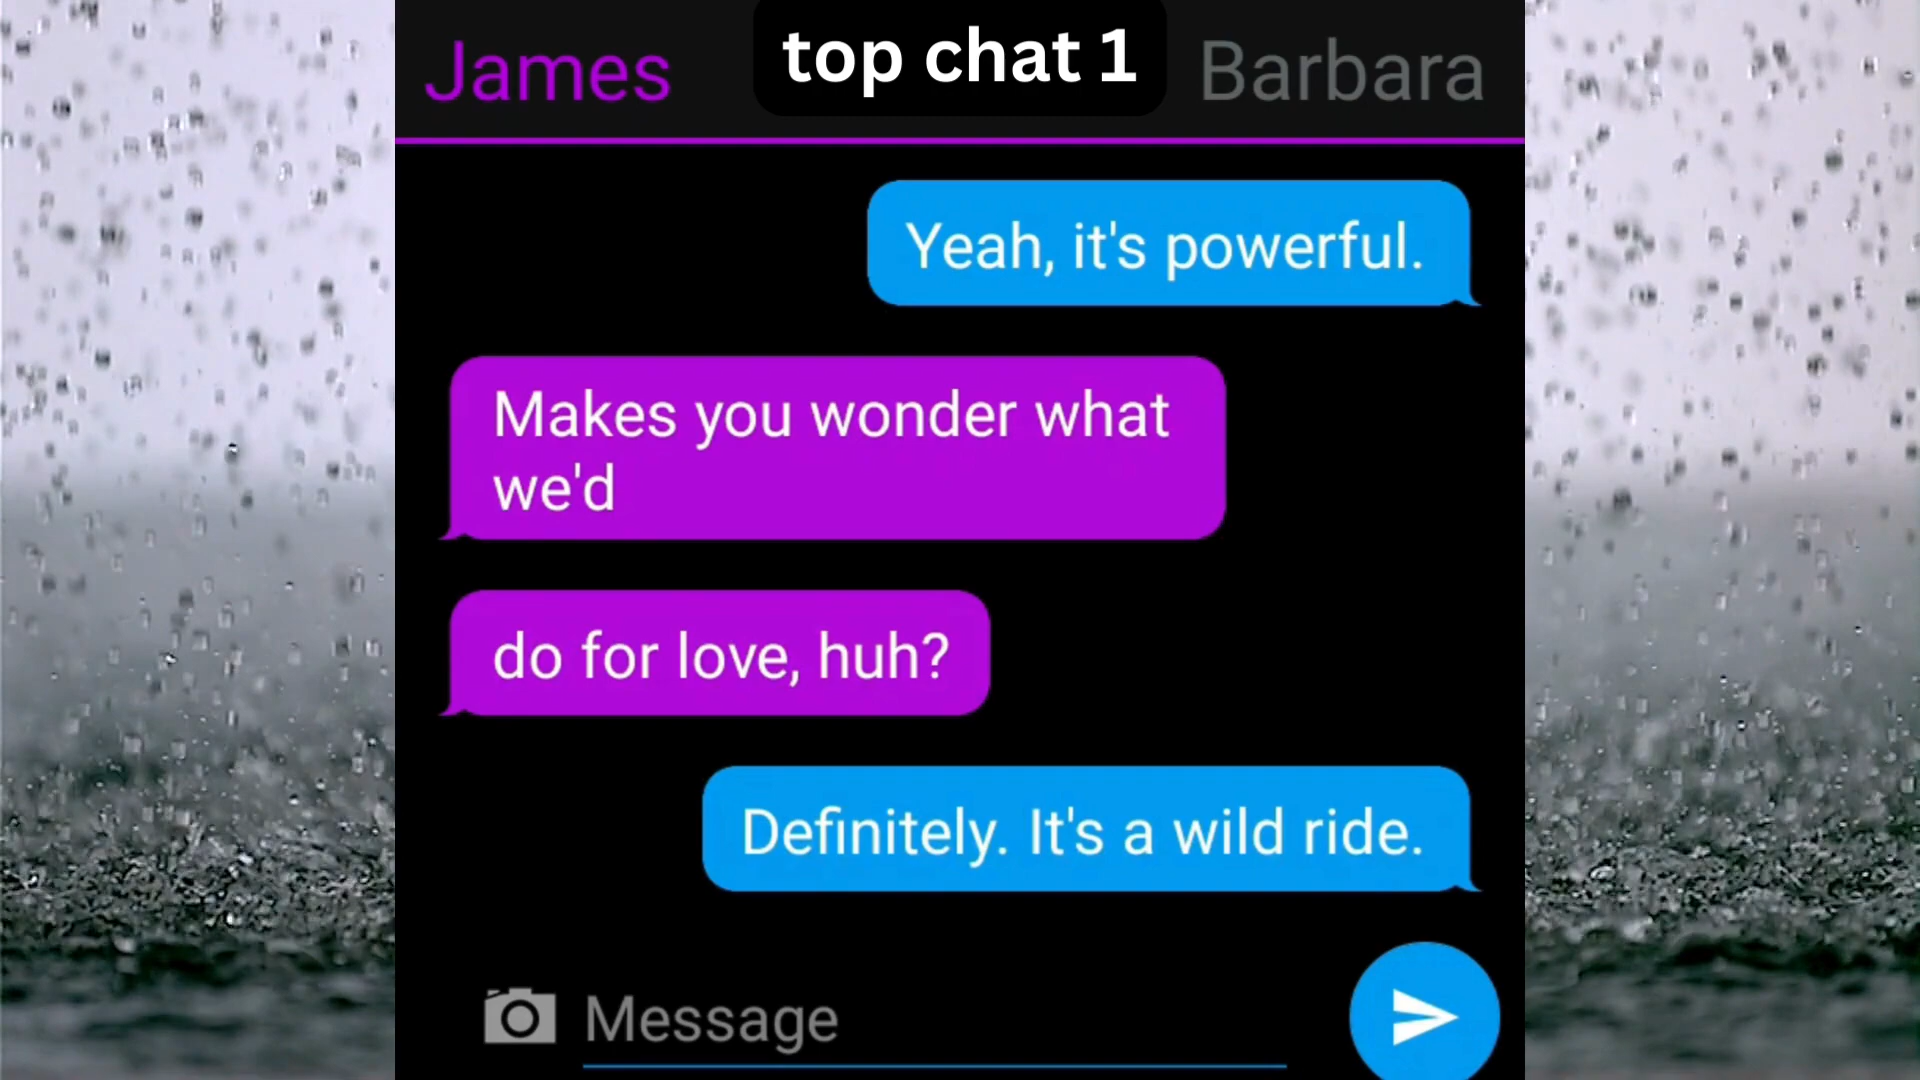 James
top chat 1
Barbara
Yeah, it's powerful.
Makes you wonder what
we'd
do for love, huh?
Definitely. It's a wild ride.
Message